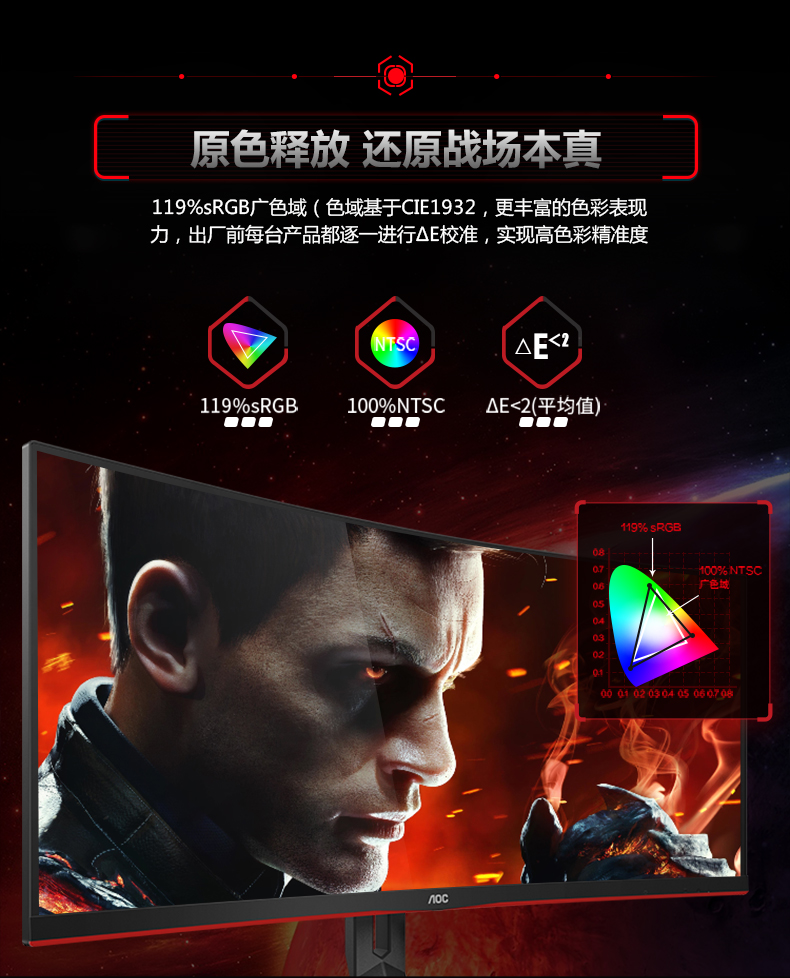 原色释放 还原战场本真
119%sRGB广色域（色域基于CIE1932，更丰富的色彩表现
力，出厂前每台产品都逐一进行ΔE校准，实现高色彩精准度
NTSC
△E<2
119%sRGB
100%NTSC
ΔE<2(平均值)
119% sRGB
100% NTSC
广色域
0.8
0.7
0.6
0.5
0.4
0.3
0.2
0.1
0.0 0.1 0.2 0.3 0.4 0.5 0.6 0.7 0.8
AOC